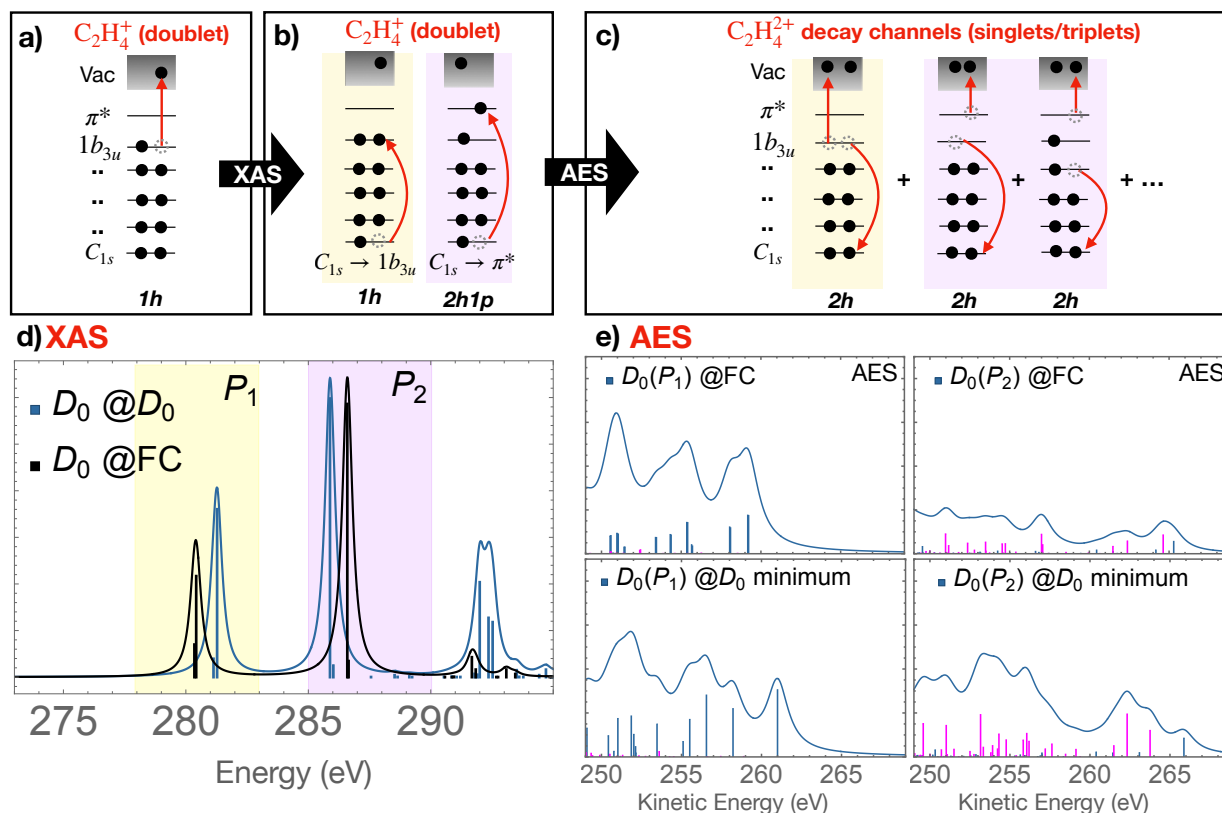 a)
C₂H₄⁺ (doublet)
Vac
π*
1b₃ᵤ
..
..
..
C₁ₛ
1h
XAS
b)
C₂H₄⁺ (doublet)
C₁ₛ → 1b₃ᵤ
C₁ₛ → π*
1h
2h1p
AES
c)
C₂H₄²⁺ decay channels (singlets/triplets)
Vac
π*
1b₃ᵤ
..
..
..
C₁ₛ
+
+
+ ...
2h
2h
2h
d) XAS
D₀ @D₀
D₀ @FC
P₁
P₂
275 280 285 290
Energy (eV)
e) AES
D₀(P₁) @FC
AES
D₀(P₂) @FC
AES
D₀(P₁) @D₀ minimum
D₀(P₂) @D₀ minimum
250 255 260 265
250 255 260 265
Kinetic Energy (eV)
Kinetic Energy (eV)